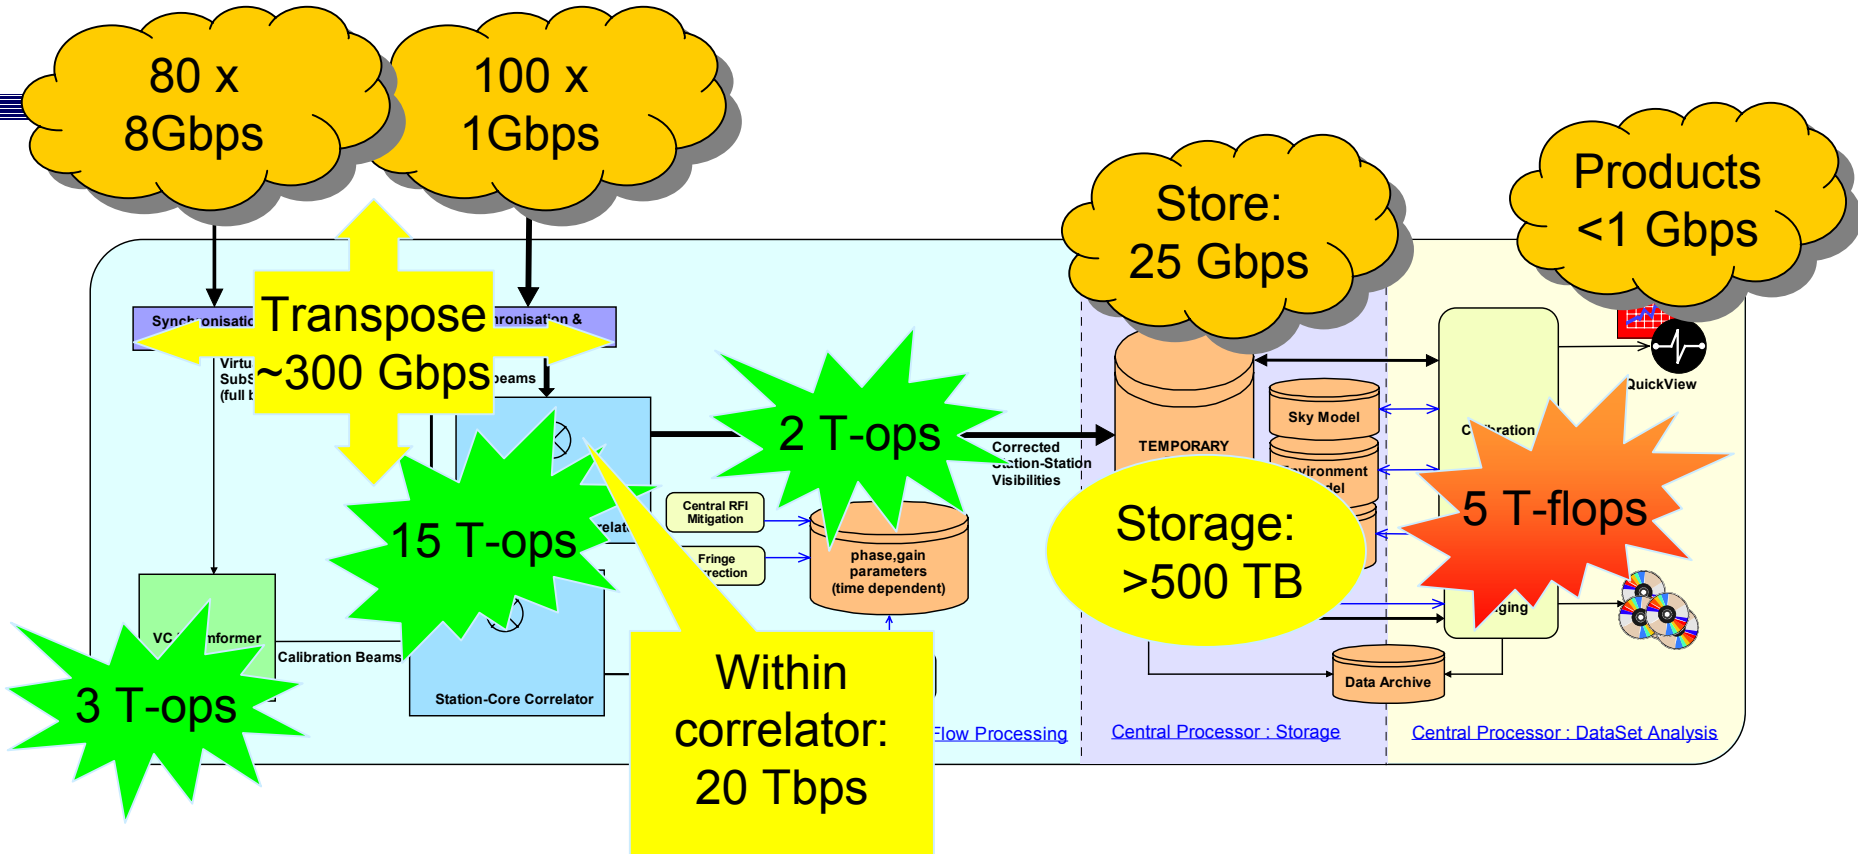 80 x
8Gbps
100 x
1Gbps
Store:
25 Gbps
Products
<1 Gbps
Transpose
~300 Gbps
beams
2 T-ops
15 T-ops
3 T-ops
VC
Calibration Beams
Station-Core Correlator
Central RFI
Mitigation
Fringe
phase,gain
parameters
(time dependent)
Within
correlator:
20 Tbps
Corrected
Station-Station
Visibilities
TEMPORARY
Storage:
>500 TB
Sky Model
5 T-flops
QuickView
Data Archive
Flow Processing
Central Processor : Storage
Central Processor : DataSet Analysis